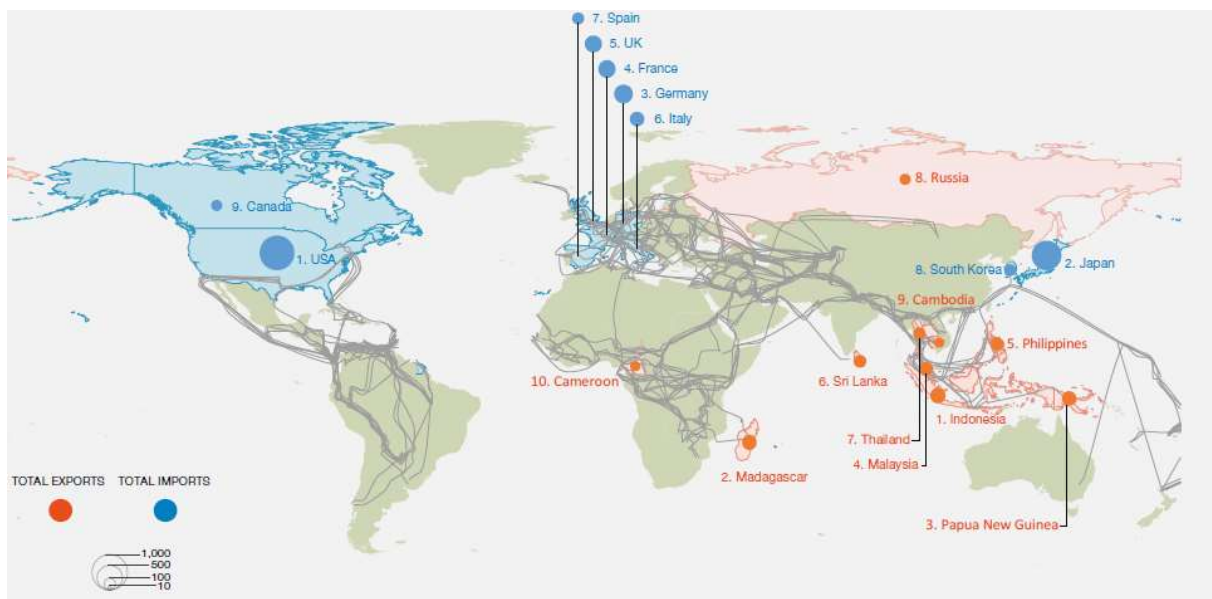 7. Spain
5. UK
4. France
3. Germany
6. Italy
8. Russia
9. Canada
1. USA
8. South Korea
2. Japan
9. Cambodia
5. Philippines
10. Cameroon
6. Sri Lanka
1. Indonesia
7. Thailand
4. Malaysia
2. Madagascar
3. Papua New Guinea
TOTAL EXPORTS TOTAL IMPORTS
1,000
500
100
10